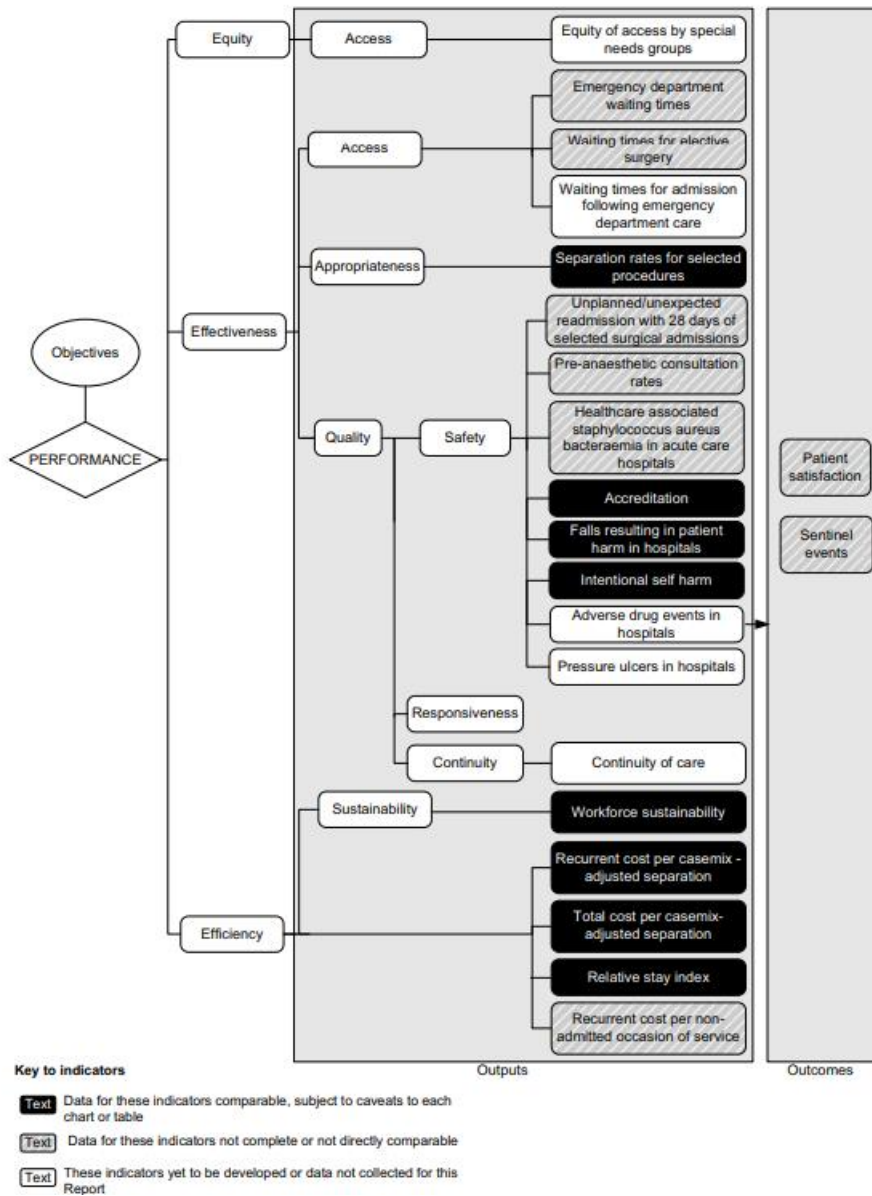 Equity
Access
Equity of access by special
needs groups
Emergency department
waiting times
Access
Waiting times for elective
surgery
Waiting times for admission
following emergency
department care
Appropriateness
Separation rates for selected
procedures
Objectives
Effectiveness
Unplanned/unexpected
readmission with 28 days of
selected surgical admissions
Pre-anaesthetic consultation
rates
PERFORMANCE
Quality
Safety
Healthcare associated
staphylococcus aureus
bacteraemia in acute care
hospitals
Patient
satisfaction
Accreditation
Falls resulting in patient
harm in hospitals
Sentinel
events
Intentional self harm
Adverse drug events in
hospitals
Pressure ulcers in hospitals
Responsiveness
Continuity
Continuity of care
Sustainability
Workforce sustainability
Recurrent cost per casemix -
adjusted separation
Efficiency
Total cost per casemix-
adjusted separation
Relative stay index
Recurrent cost per non-
admitted occasion of service
Outputs
Outcomes
Key to indicators
Text
Data for these indicators comparable, subject to caveats to each
chart or table
Text
Data for these indicators not complete or not directly comparable
Text
These indicators yet to be developed or data not collected for this
Report